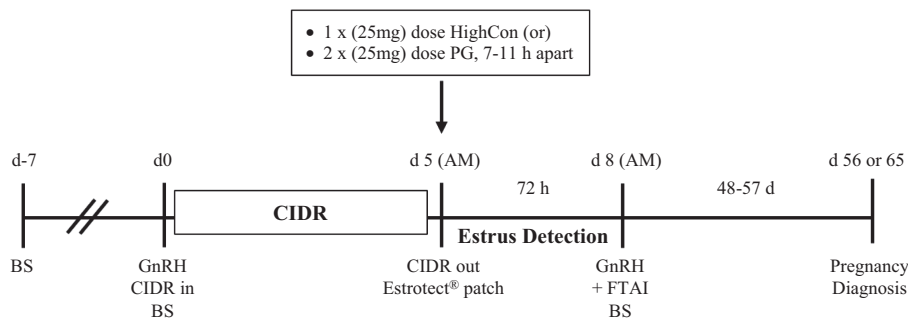 • 1 x (25mg) dose HighCon (or)
• 2 x (25mg) dose PG, 7-11 h apart
d-7
d0
d 5 (AM)
d 8 (AM)
d 56 or 65
72 h
48-57 d
CIDR
Estrus Detection
BS
GnRH
CIDR in
BS
CIDR out
Estrotect® patch
GnRH
+ FTAI
BS
Pregnancy
Diagnosis